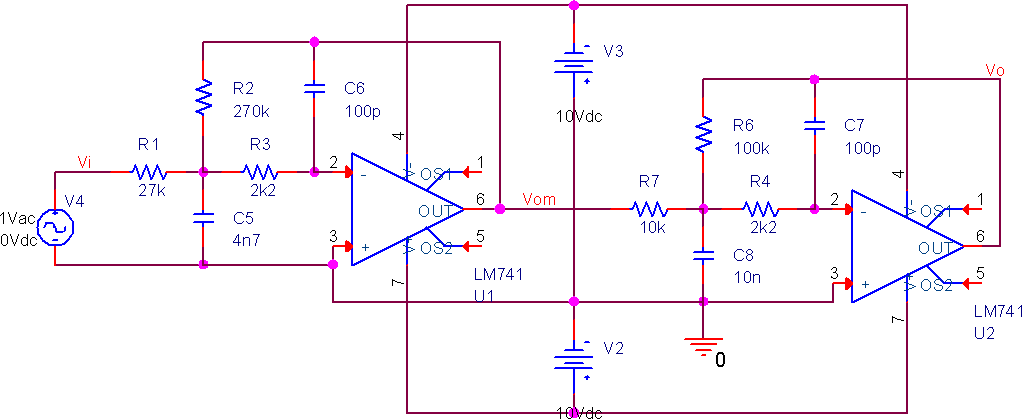 V3
10Vdc
R2
270k
C6
100p
4
Vi
R1
27k
R3
2k2
2
-
V-
OS1
1
V4
1Vac
0Vdc
C5
4n7
OUT
6
Vom
3
+
V+
OS2
5
7
LM741
U1
Vo
R6
100k
C7
100p
4
R7
10k
R4
2k2
2
-
V-
OS1
1
C8
10n
OUT
6
3
+
V+
OS2
5
7
LM741
U2
0
V2
10Vdc